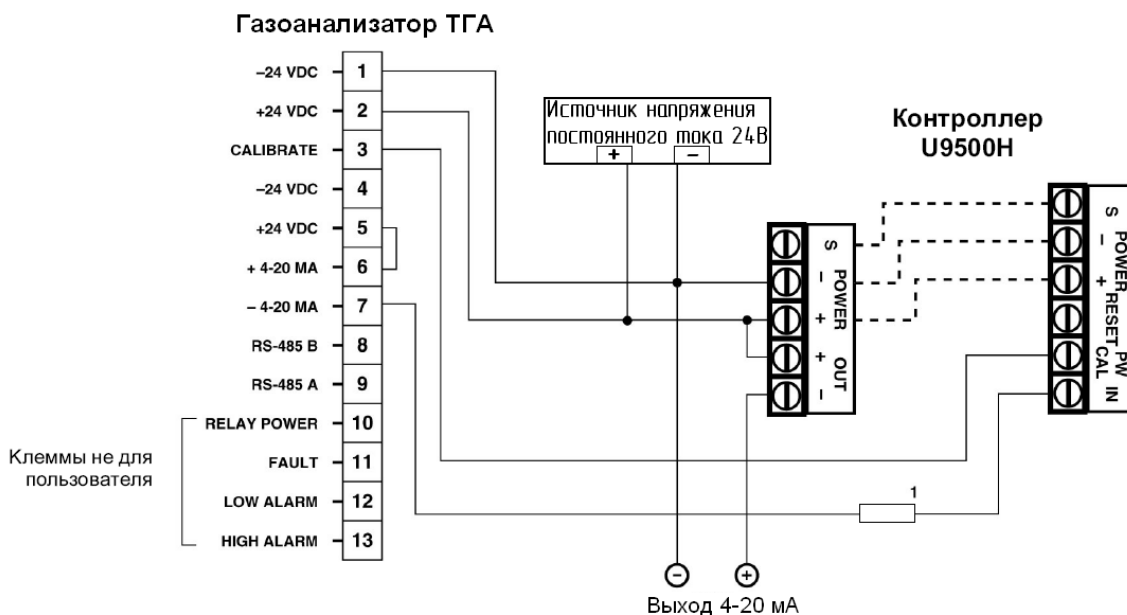 Газоанализатор ТГА
−24 VDC 1
+24 VDC 2
CALIBRATE 3
−24 VDC 4
+24 VDC 5
+ 4-20 MA 6
− 4-20 MA 7
RS-485 B 8
RS-485 A 9
RELAY POWER 10
FAULT 11
LOW ALARM 12
HIGH ALARM 13
Клеммы не для
пользователя
Источник напряжения
постоянного тока 24В
+ −
S
− POWER
+
+ OUT
−
Контроллер
U9500H
S
− POWER
+
RESET
PW CAL
IN
1
− +
Выход 4-20 мА